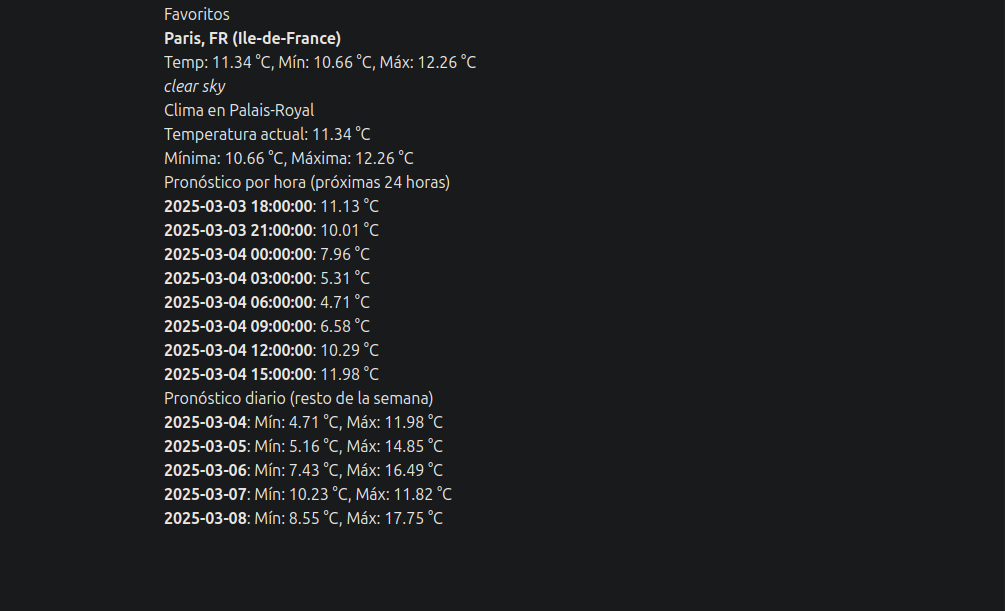 Favoritos
Paris, FR (Ile-de-France)
Temp: 11.34 °C, Mín: 10.66 °C, Máx: 12.26 °C
clear sky
Clima en Palais-Royal
Temperatura actual: 11.34 °C
Mínima: 10.66 °C, Máxima: 12.26 °C
Pronóstico por hora (próximas 24 horas)
2025-03-03 18:00:00: 11.13 °C
2025-03-03 21:00:00: 10.01 °C
2025-03-04 00:00:00: 7.96 °C
2025-03-04 03:00:00: 5.31 °C
2025-03-04 06:00:00: 4.71 °C
2025-03-04 09:00:00: 6.58 °C
2025-03-04 12:00:00: 10.29 °C
2025-03-04 15:00:00: 11.98 °C
Pronóstico diario (resto de la semana)
2025-03-04: Mín: 4.71 °C, Máx: 11.98 °C
2025-03-05: Mín: 5.16 °C, Máx: 14.85 °C
2025-03-06: Mín: 7.43 °C, Máx: 16.49 °C
2025-03-07: Mín: 10.23 °C, Máx: 11.82 °C
2025-03-08: Mín: 8.55 °C, Máx: 17.75 °C